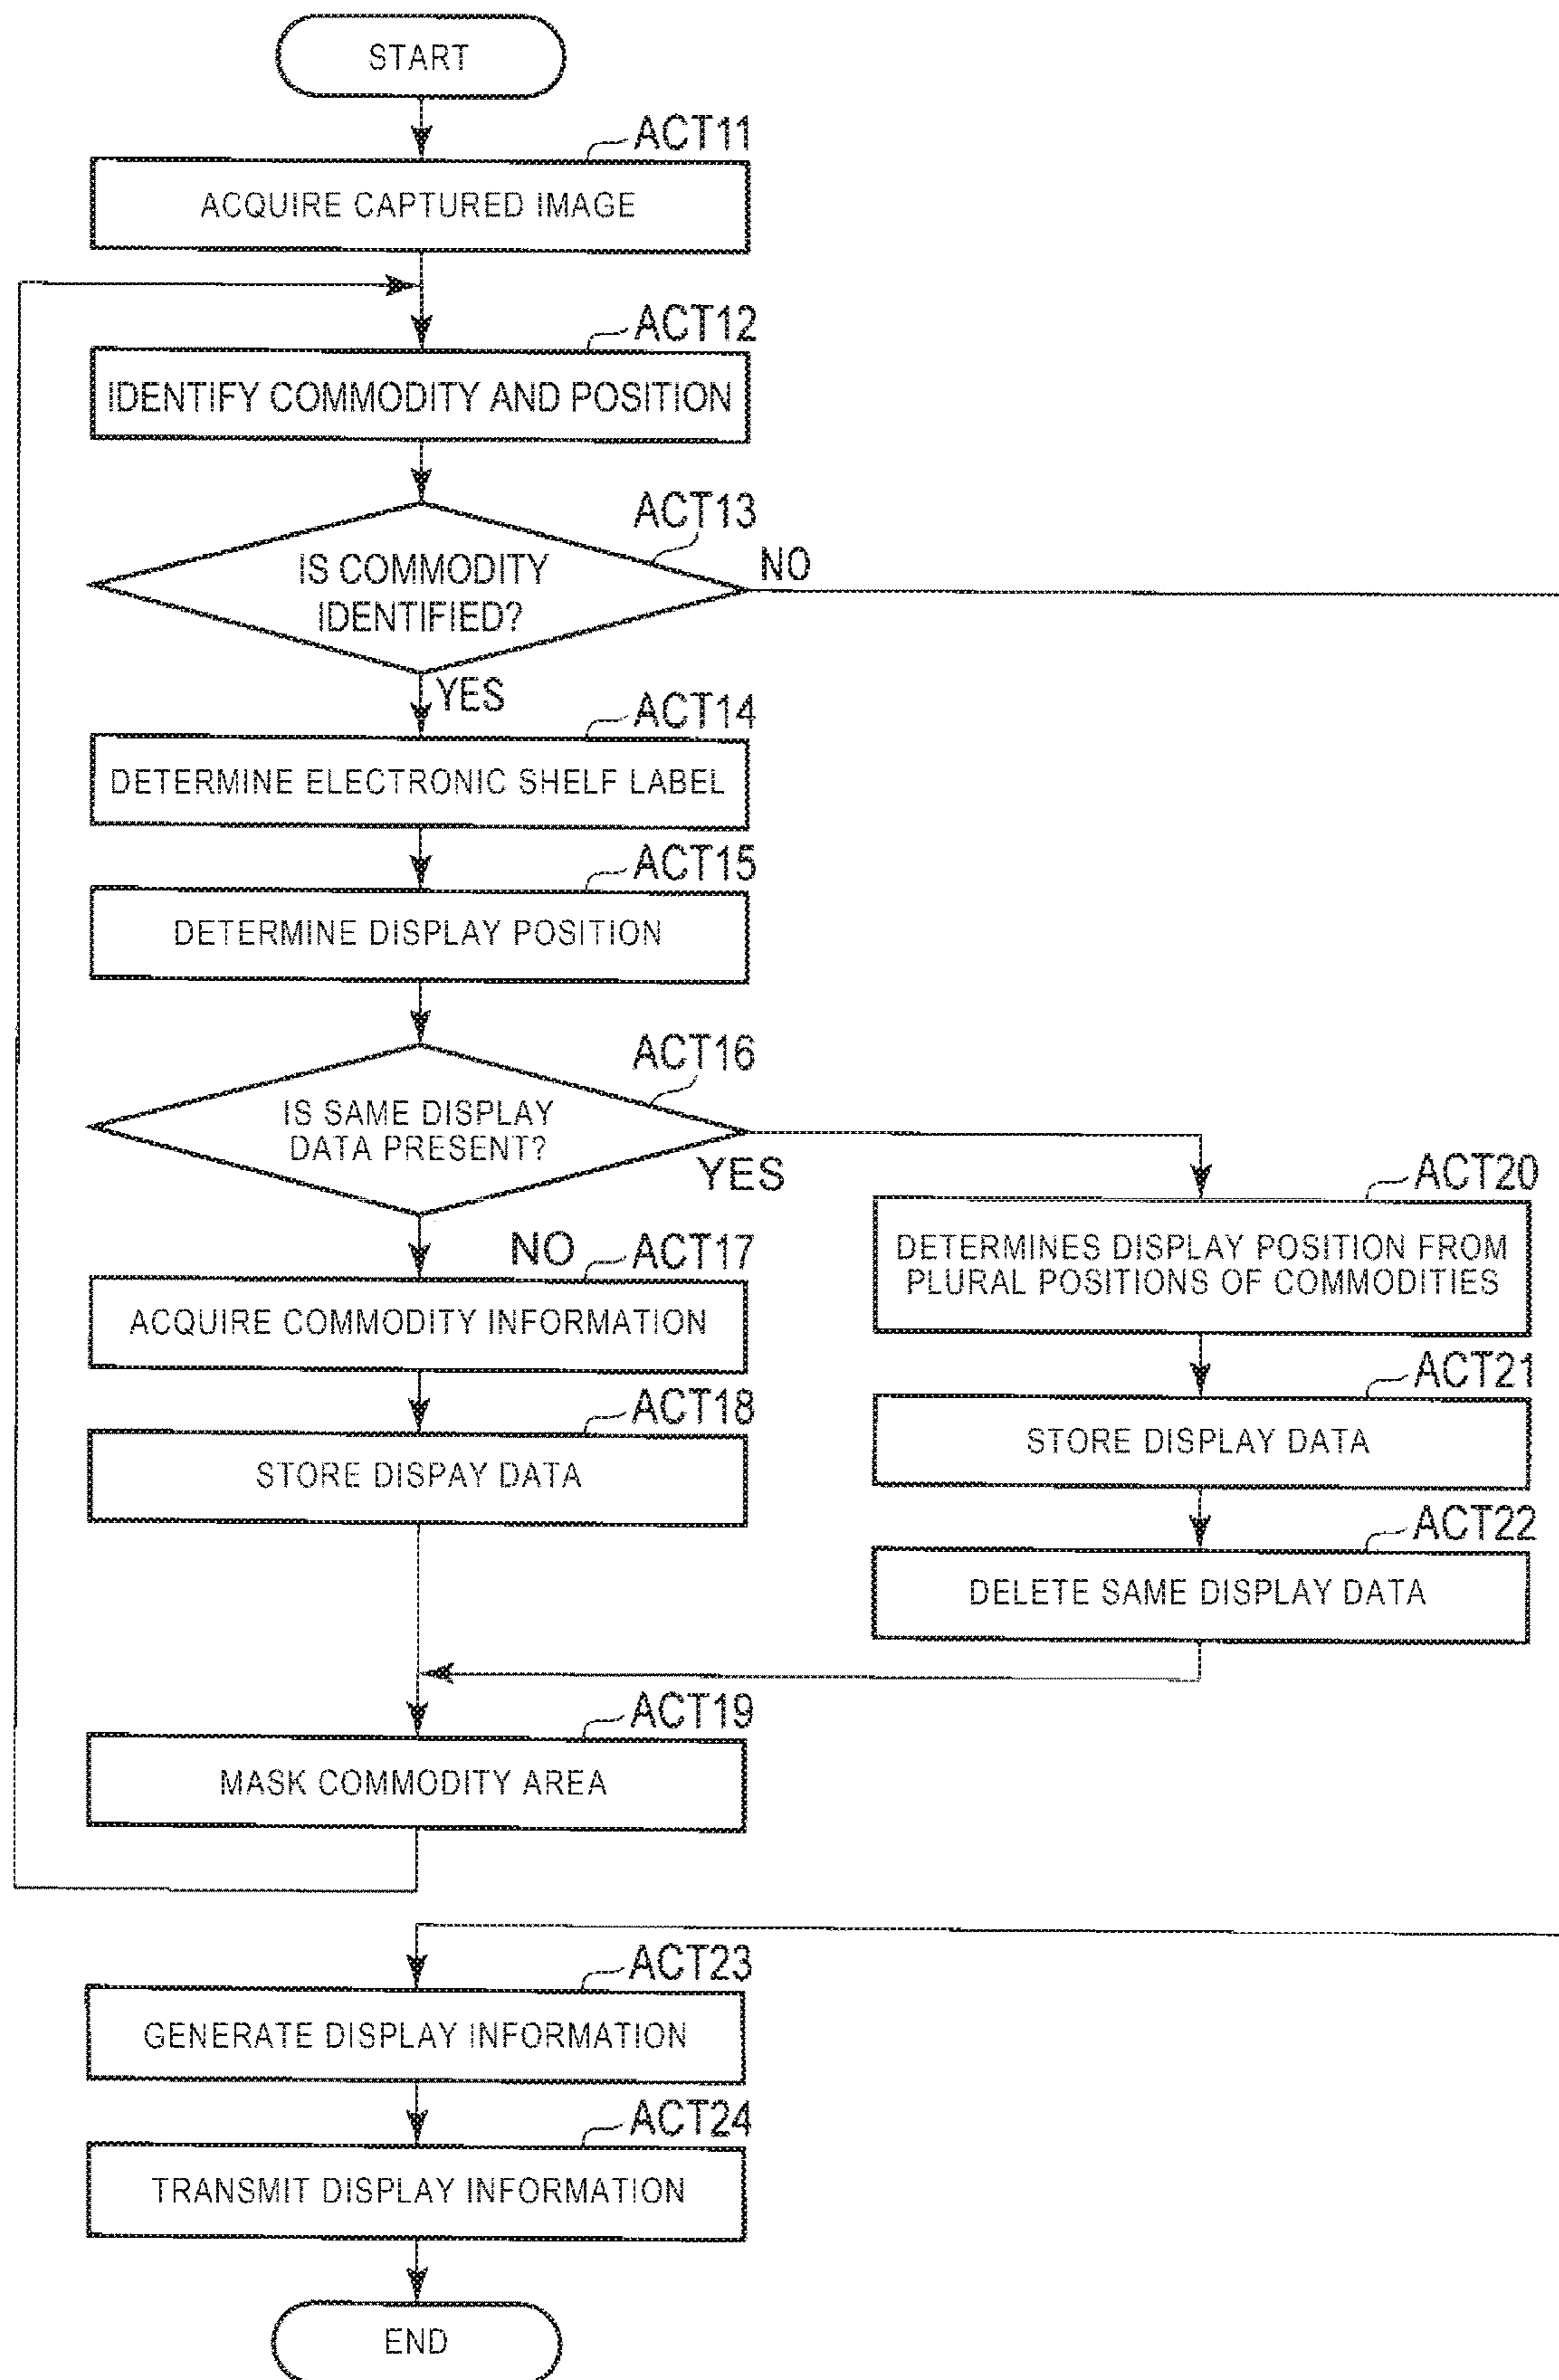 START
ACT11
ACQUIRE CAPTURED IMAGE
ACT12
IDENTIFY COMMODITY AND POSITION
ACT13
IS COMMODITY
IDENTIFIED?
NO
YES
ACT14
DETERMINE ELECTRONIC SHELF LABEL
ACT15
DETERMINE DISPLAY POSITION
ACT16
IS SAME DISPLAY
DATA PRESENT?
YES
NO
ACT17
ACQUIRE COMMODITY INFORMATION
ACT18
STORE DISPAY DATA
ACT20
DETERMINES DISPLAY POSITION FROM
PLURAL POSITIONS OF COMMODITIES
ACT21
STORE DISPLAY DATA
ACT22
DELETE SAME DISPLAY DATA
ACT19
MASK COMMODITY AREA
ACT23
GENERATE DISPLAY INFORMATION
ACT24
TRANSMIT DISPLAY INFORMATION
END